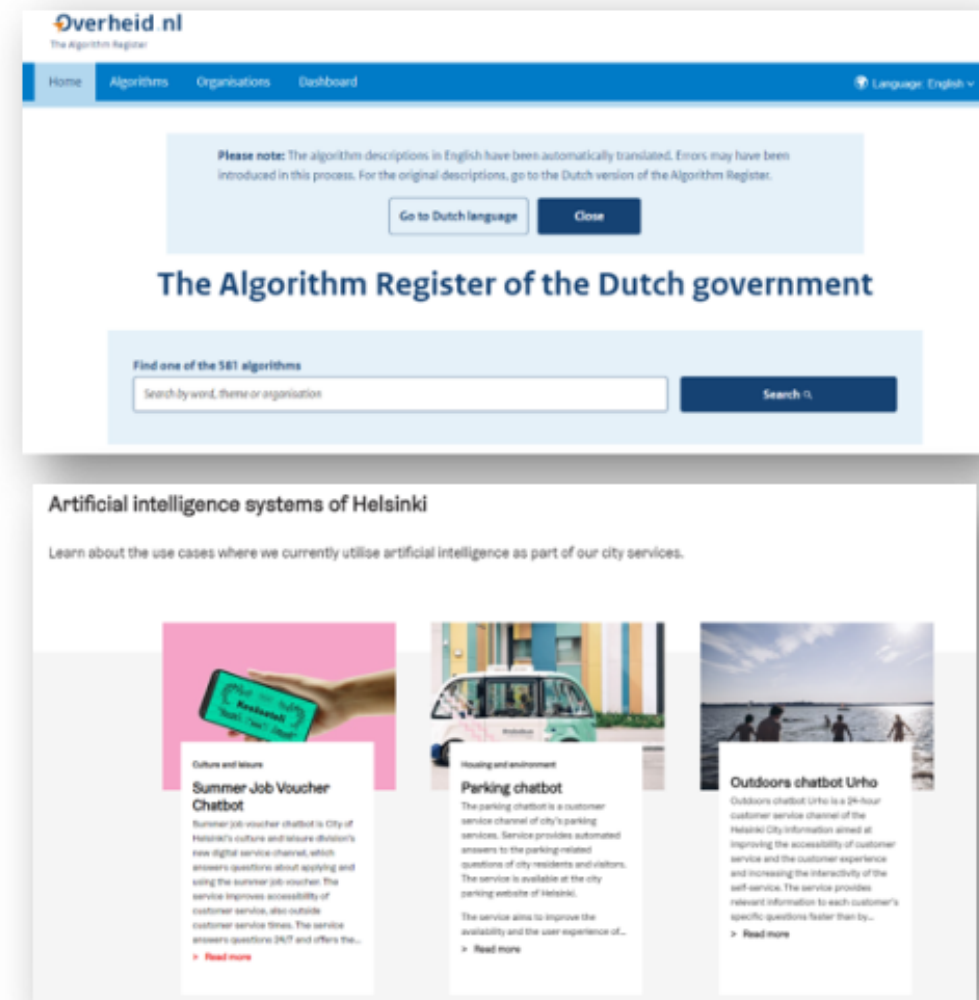 Overheid.nl
The Algorithm Register
Home Algorithms Organisations Dashboard Language: English
Please note: The algorithm descriptions in English have been automatically translated. Errors may have been
introduced in this process. For the original descriptions, go to the Dutch version of the Algorithm Register.
Go to Dutch language Close
The Algorithm Register of the Dutch government
Find one of the 581 algorithms
Search by word, theme or organisation Search
Artificial intelligence systems of Helsinki
Learn about the use cases where we currently utilise artificial intelligence as part of our city services.
Culture and leisure
Summer Job Voucher
Chatbot
Summer job voucher chatbot is City of
Helsinki's culture and leisure division's
new digital service channel, which
answers questions about applying and
using the summer job voucher. The
service improves accessibility of
customer service, also outside
customer service times. The service
answers questions 24/7 and offers the...
> Read more
Housing and environment
Parking chatbot
The parking chatbot is a customer
service channel of city's parking
services. Service provides automated
answers to the parking-related
questions of city residents and visitors.
The service is available at the city
parking website of Helsinki.
The service aims to improve the
availability and the user experience of...
> Read more
Outdoors chatbot Urho
Outdoors chatbot Urho is a 24-hour
customer service channel of the
Helsinki City Information aimed at
improving the accessibility of customer
service and the customer experience
and increasing the interactivity of the
self-service. The service provides
relevant information to each customer's
specific questions faster than by...
> Read more